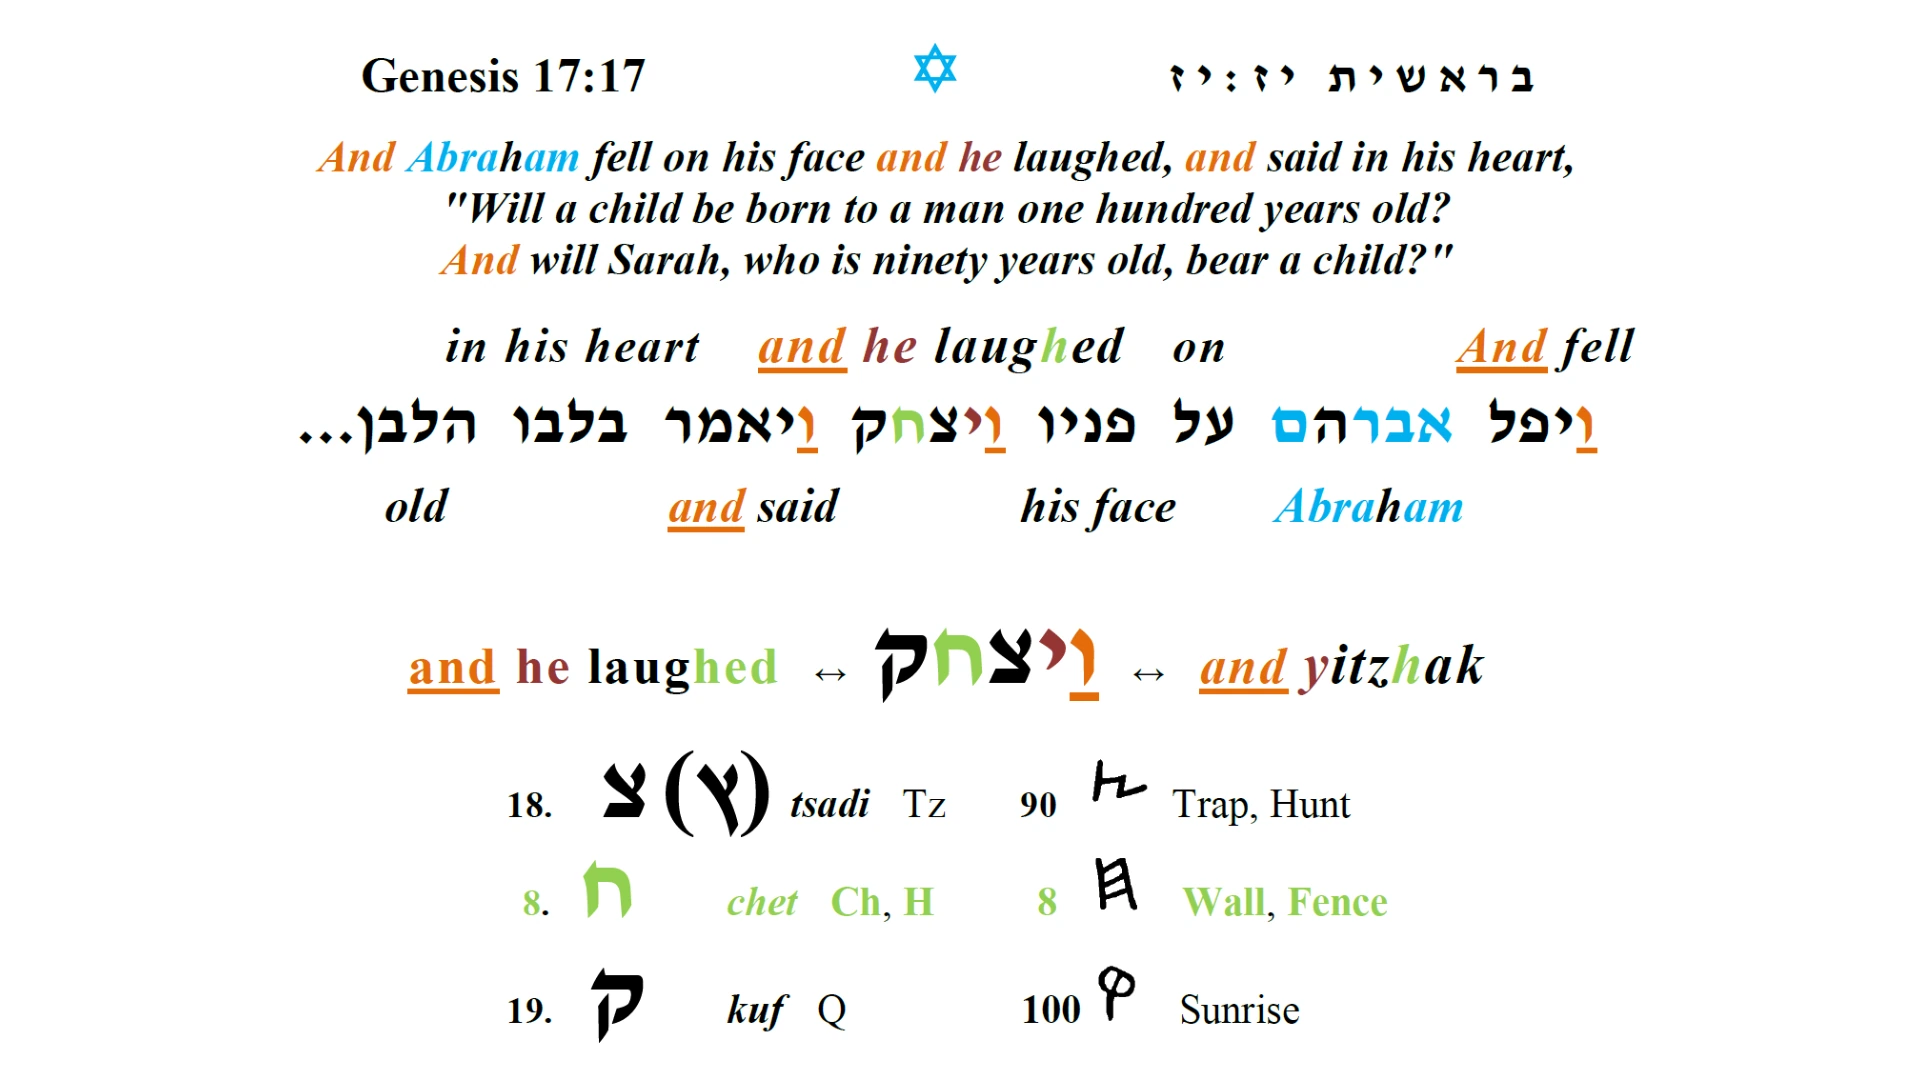 Genesis 17:17 ✡ בראשית יז:יז
And Abraham fell on his face and he laughed, and said in his heart,
"Will a child be born to a man one hundred years old?
And will Sarah, who is ninety years old, bear a child?"
in his heart and he laughed on And fell
ויפל אברהם על פניו ויצחק ויאמר בלבו הלבן...
old and said his face Abraham
and he laughed ↔ ויצחק ↔ and yitzhak
18. צ (ץ) tsadi Tz 90 Trap, Hunt
8. ח chet Ch, H 8 Wall, Fence
19. ק kuf Q 100 Sunrise